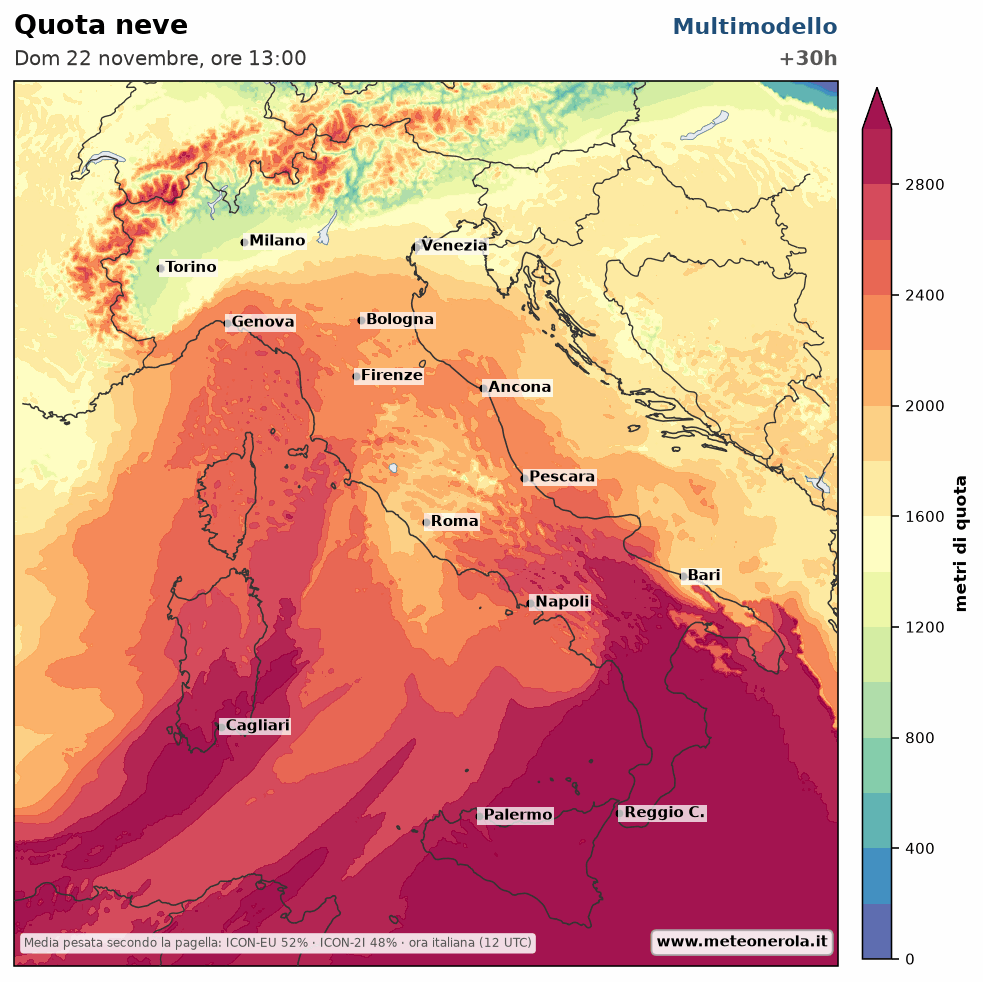 Quota neve
Multimodello
Dom 22 novembre, ore 13:00
+30h
Milano
Venezia
Torino
Genova
Bologna
Firenze
Ancona
Pescara
Roma
Bari
Napoli
Cagliari
Palermo
Reggio C.
2800
2400
2000
1600
1200
800
400
0
metri di quota
Media pesata secondo la pagella: ICON-EU 52% · ICON-2I 48% · ora italiana (12 UTC)
www.meteonerola.it